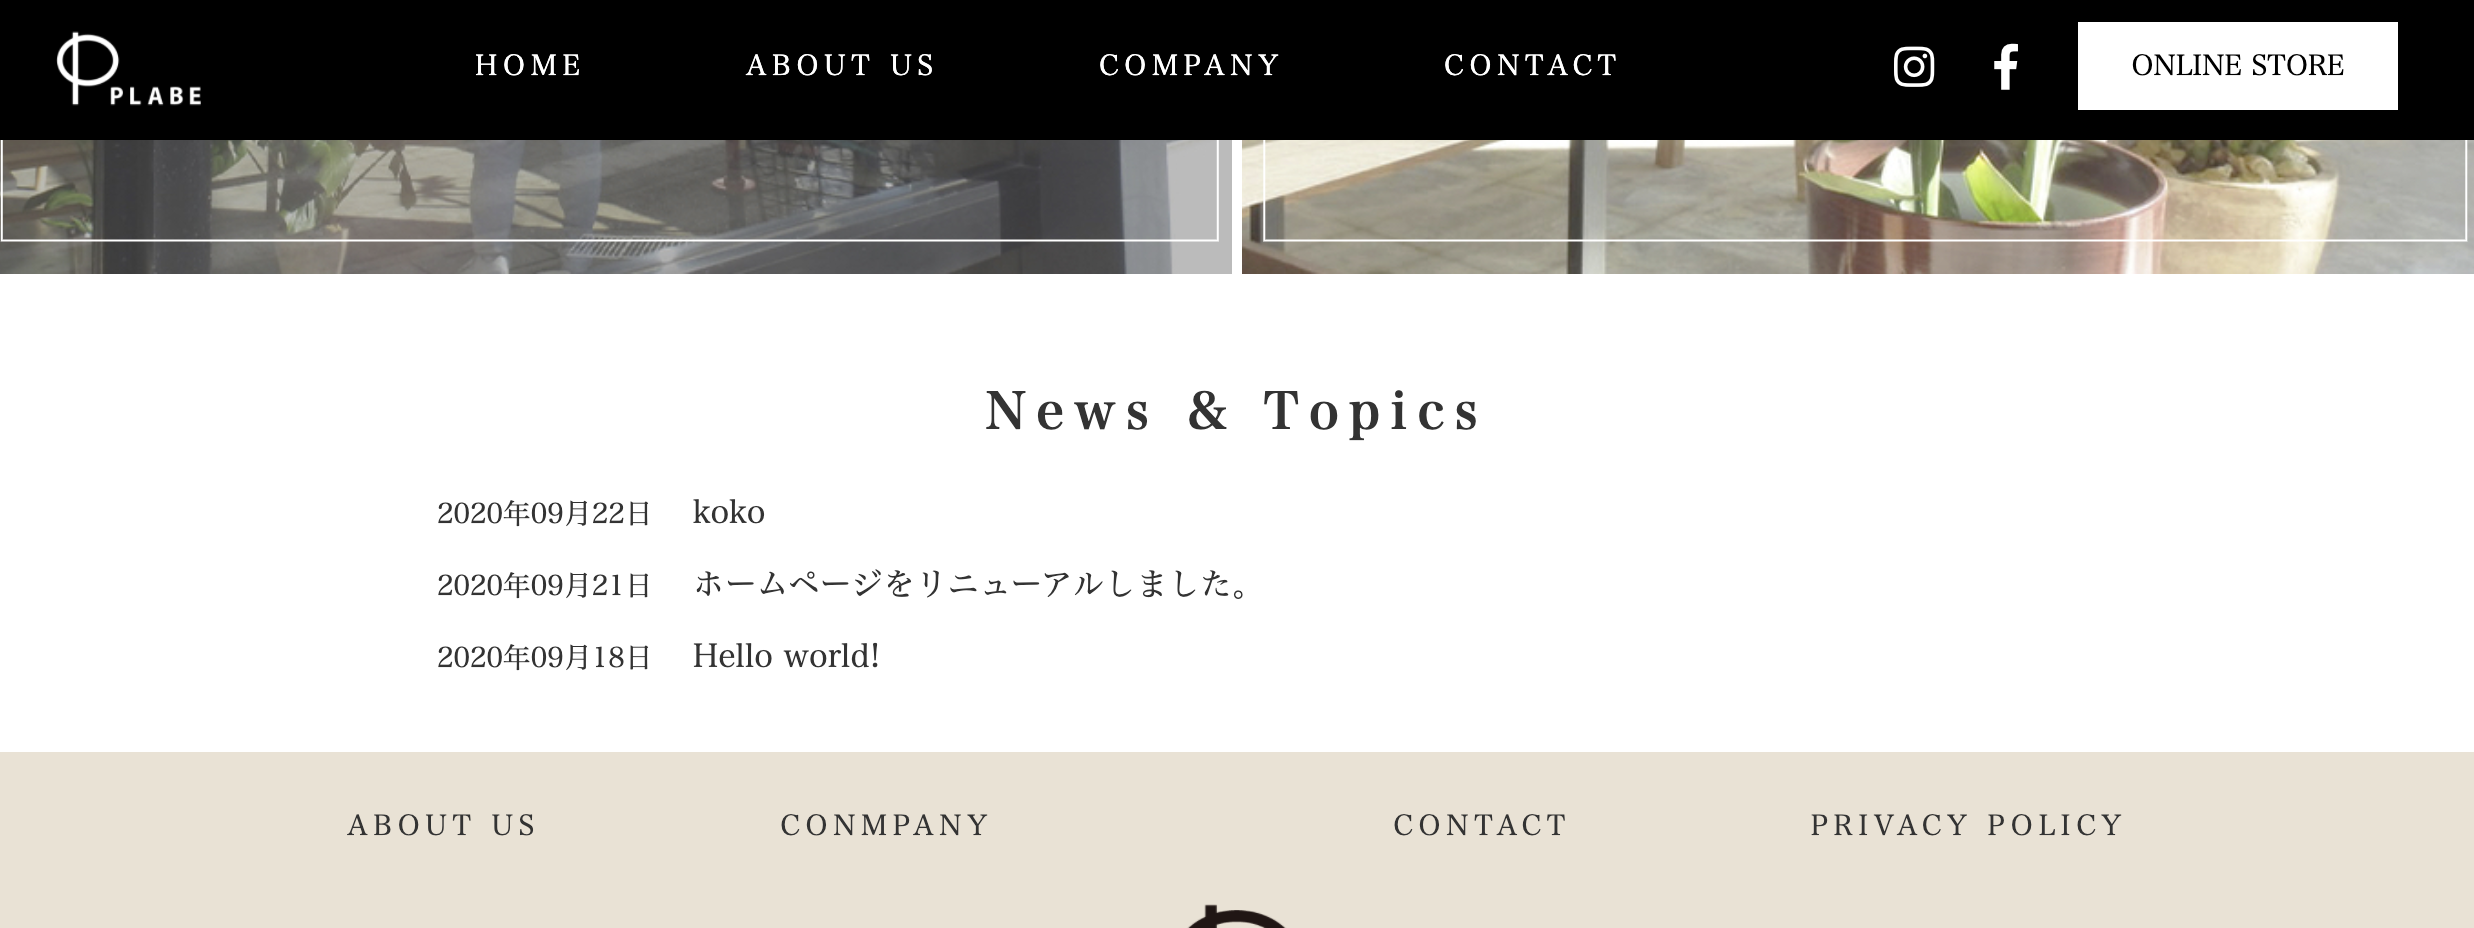 PLABE
HOME ABOUT US COMPANY CONTACT ONLINE STORE
News & Topics
2020年09月22日 koko
2020年09月21日 ホームページをリニューアルしました。
2020年09月18日 Hello world!
ABOUT US CONMPANY CONTACT PRIVACY POLICY